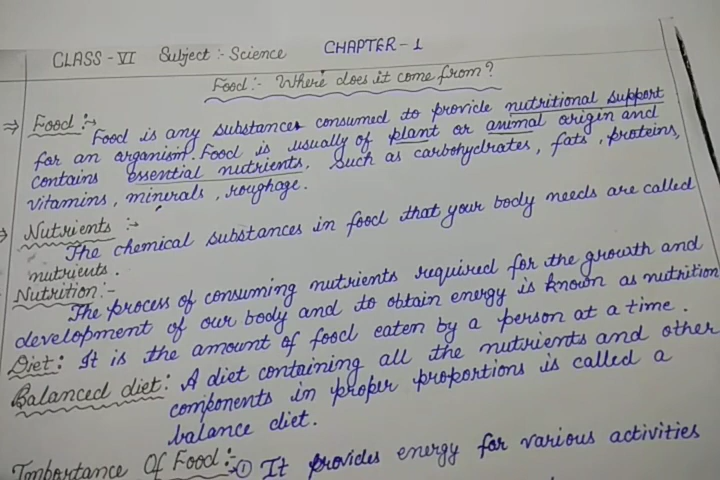 CLASS - VI Subject :- Science CHAPTER - 1
Food :- Where does it come from?
⇒ Food :→
Food is any substances consumed to provide nutritional support
for an organism. Food is usually of plant or animal origin and
contains essential nutrients, such as carbohydrates, fats, proteins,
vitamins, minerals, roughage.
⇒ Nutrients :→
The chemical substances in food that your body needs are called
nutrients.
Nutrition :-
The process of consuming nutrients required for the growth and
development of our body and to obtain energy is known as nutrition
Diet : It is the amount of food eaten by a person at a time.
Balanced diet : A diet containing all the nutrients and other
components in proper proportions is called a
balance diet.
Importance Of Food :- ① It provides energy for various activities